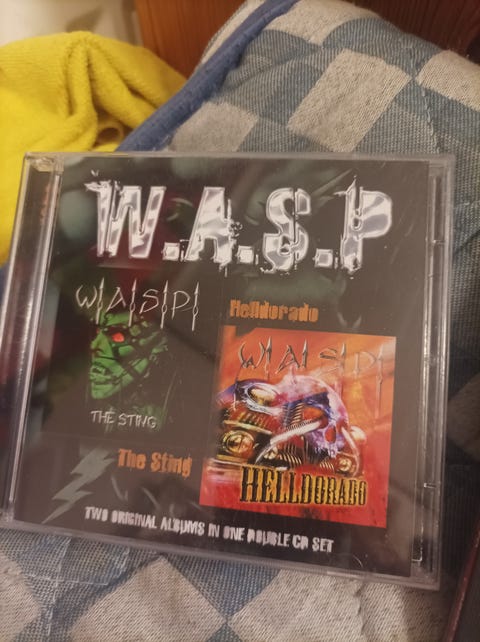 W.A.S.P
W.A.S.P.
THE STING
The Sting
Helldorado
W.A.S.P.
HELLDORADO
TWO ORIGINAL ALBUMS IN ONE DOUBLE CD SET